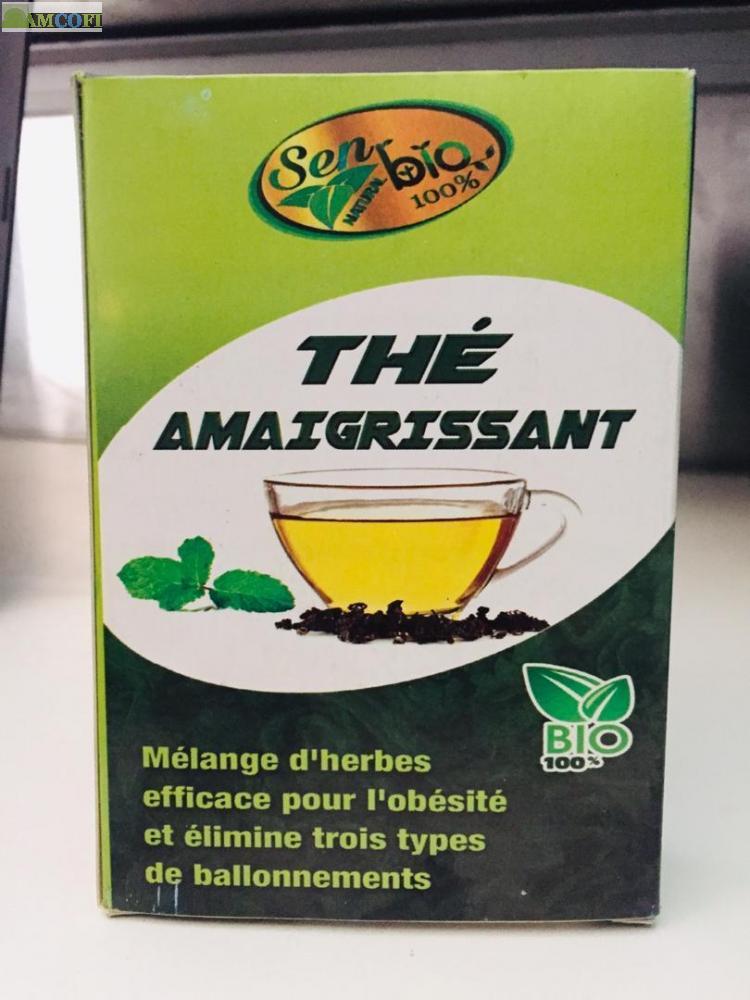 AMCOFI
Sen bio
NATURAL 100%
THÉ
AMAIGRISSANT
BIO
100%
Mélange d'herbes
efficace pour l'obésité
et élimine trois types
de ballonnements